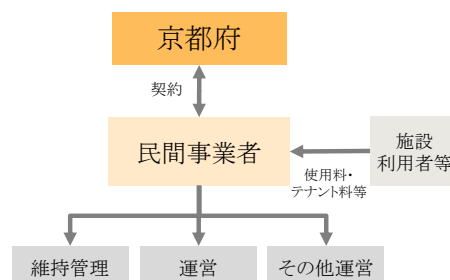 京都府
契約
民間事業者
施設
利用者等
使用料・
テナント料等
維持管理
運営
その他運営